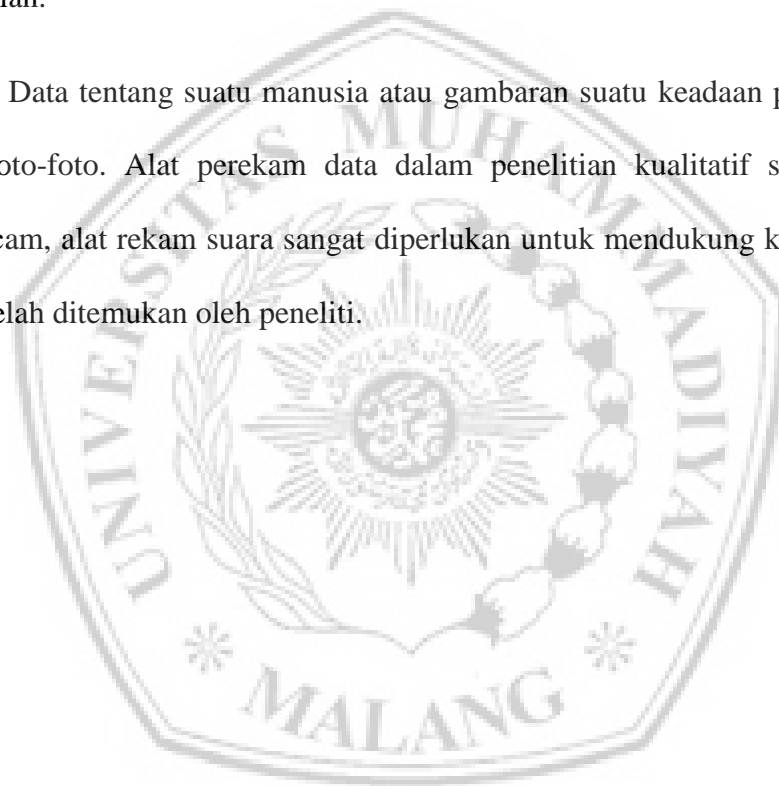 Data tentang suatu manusia atau gambaran suatu keadaan
oto-foto. Alat perekam data dalam penelitian kualitatif
cam, alat rekam suara sangat diperlukan untuk mendukung
elah ditemukan oleh peneliti.
UNIVERSITAS MUHAMMADIYAH
MALANG